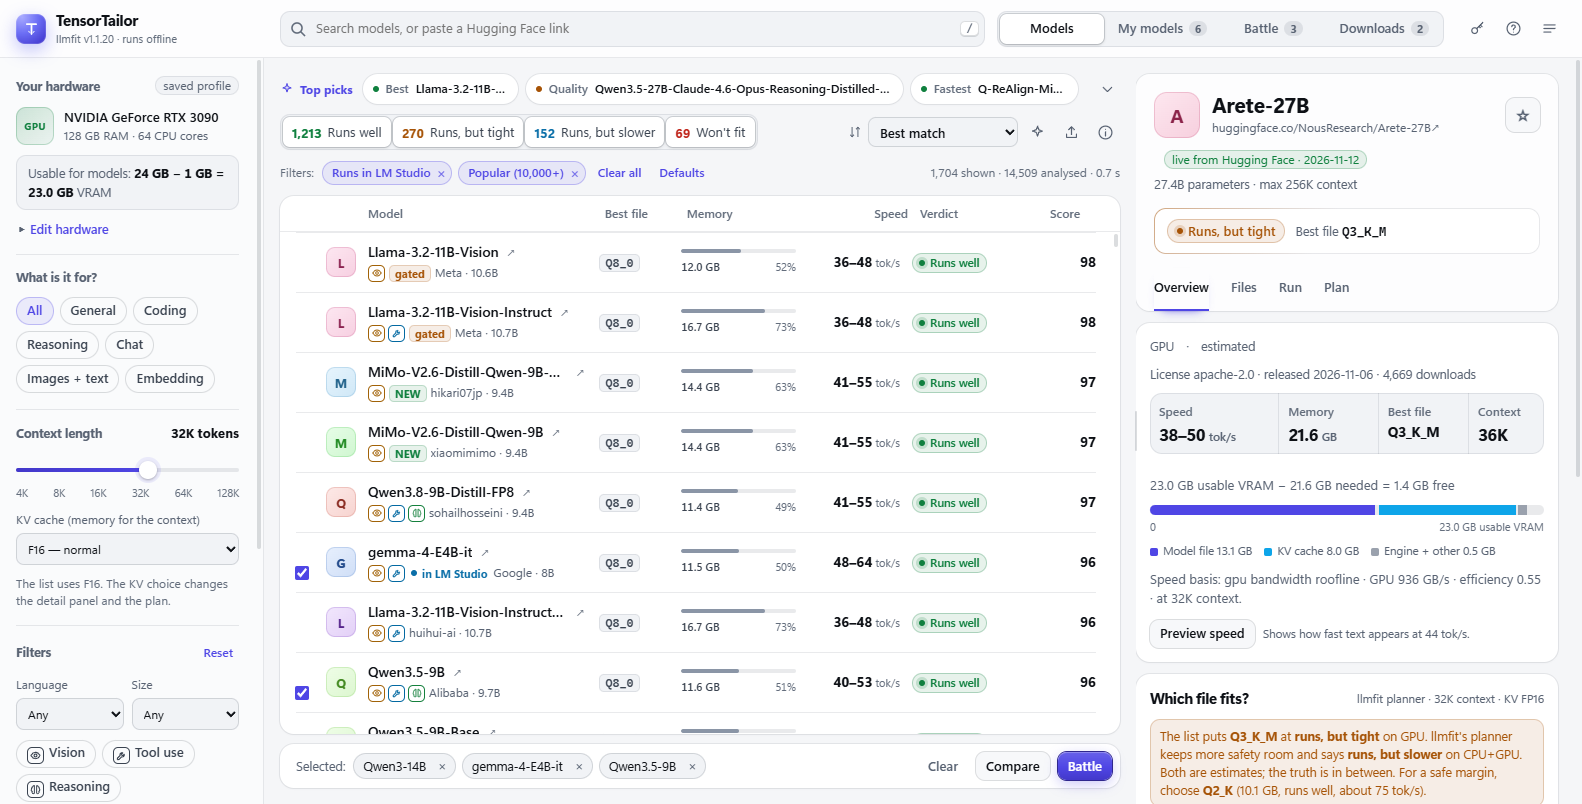 TensorTailor
llmfit v1.1.20 · runs offline
Search models, or paste a Hugging Face link
/
Models
My models 6
Battle 3
Downloads 2
Your hardware
saved profile
GPU
NVIDIA GeForce RTX 3090
128 GB RAM · 64 CPU cores
Usable for models: 24 GB − 1 GB =
23.0 GB VRAM
▸ Edit hardware
What is it for?
All
General
Coding
Reasoning
Chat
Images + text
Embedding
Context length
32K tokens
4K 8K 16K 32K 64K 128K
KV cache (memory for the context)
F16 — normal
The list uses F16. The KV choice changes
the detail panel and the plan.
Filters
Reset
Language
Size
Any
Any
Vision
Tool use
Reasoning
Top picks
Best Llama-3.2-11B-...
Quality Qwen3.5-27B-Claude-4.6-Opus-Reasoning-Distilled-...
Fastest Q-ReAlign-Mi...
1,213 Runs well
270 Runs, but tight
152 Runs, but slower
69 Won't fit
Best match
Filters:
Runs in LM Studio ×
Popular (10,000+) ×
Clear all
Defaults
1,704 shown · 14,509 analysed · 0.7 s
Model Best file Memory Speed Verdict Score
L
Llama-3.2-11B-Vision ↗
gated Meta · 10.6B
Q8_0
12.0 GB 52%
36–48 tok/s
Runs well
98
L
Llama-3.2-11B-Vision-Instruct ↗
gated Meta · 10.7B
Q8_0
16.7 GB 73%
36–48 tok/s
Runs well
98
M
MiMo-V2.6-Distill-Qwen-9B-... ↗
NEW hikari07jp · 9.4B
Q8_0
14.4 GB 63%
41–55 tok/s
Runs well
97
M
MiMo-V2.6-Distill-Qwen-9B ↗
NEW xiaomimimo · 9.4B
Q8_0
14.4 GB 63%
41–55 tok/s
Runs well
97
Q
Qwen3.8-9B-Distill-FP8 ↗
sohailhosseini · 9.4B
Q8_0
11.4 GB 49%
41–55 tok/s
Runs well
97
G
gemma-4-E4B-it ↗
in LM Studio Google · 8B
Q8_0
11.5 GB 50%
48–64 tok/s
Runs well
96
L
Llama-3.2-11B-Vision-Instruct... ↗
huihui-ai · 10.7B
Q8_0
16.7 GB 73%
36–48 tok/s
Runs well
96
Q
Qwen3.5-9B ↗
Alibaba · 9.7B
Q8_0
11.6 GB 51%
40–53 tok/s
Runs well
96
Qwen3.5-9B-Base
Selected:
Qwen3-14B ×
gemma-4-E4B-it ×
Qwen3.5-9B ×
Clear
Compare
Battle
A
Arete-27B
huggingface.co/NousResearch/Arete-27B↗
live from Hugging Face · 2026-11-12
27.4B parameters · max 256K context
Runs, but tight
Best file Q3_K_M
Overview
Files
Run
Plan
GPU · estimated
License apache-2.0 · released 2026-11-06 · 4,669 downloads
Speed Memory Best file Context
38–50 tok/s 21.6 GB Q3_K_M 36K
23.0 GB usable VRAM − 21.6 GB needed = 1.4 GB free
0 23.0 GB usable VRAM
Model file 13.1 GB KV cache 8.0 GB Engine + other 0.5 GB
Speed basis: gpu bandwidth roofline · GPU 936 GB/s · efficiency 0.55
· at 32K context.
Preview speed
Shows how fast text appears at 44 tok/s.
Which file fits?
llmfit planner · 32K context · KV FP16
The list puts Q3_K_M at runs, but tight on GPU. llmfit's planner
keeps more safety room and says runs, but slower on CPU+GPU.
Both are estimates; the truth is in between. For a safe margin,
choose Q2_K (10.1 GB, runs well, about 75 tok/s).